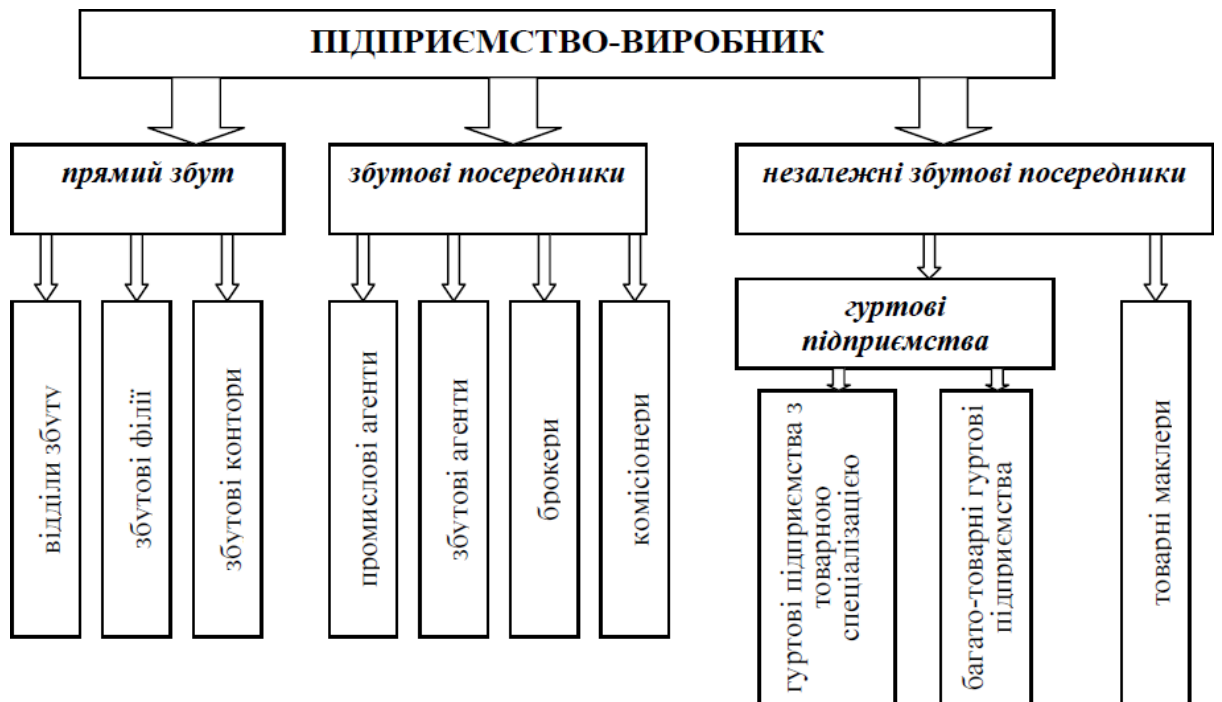 ПІДПРИЄМСТВО-ВИРОБНИК
прямий збут
збутові посередники
незалежні збутові посередники
відділи збуту
збутові філії
збутові контори
промислові агенти
збутові агенти
брокери
комісіонери
гуртові
підприємства
гуртові підприємства з
товарною
спеціалізацією
багато-товарні гуртові
підприємства
товарні маклери